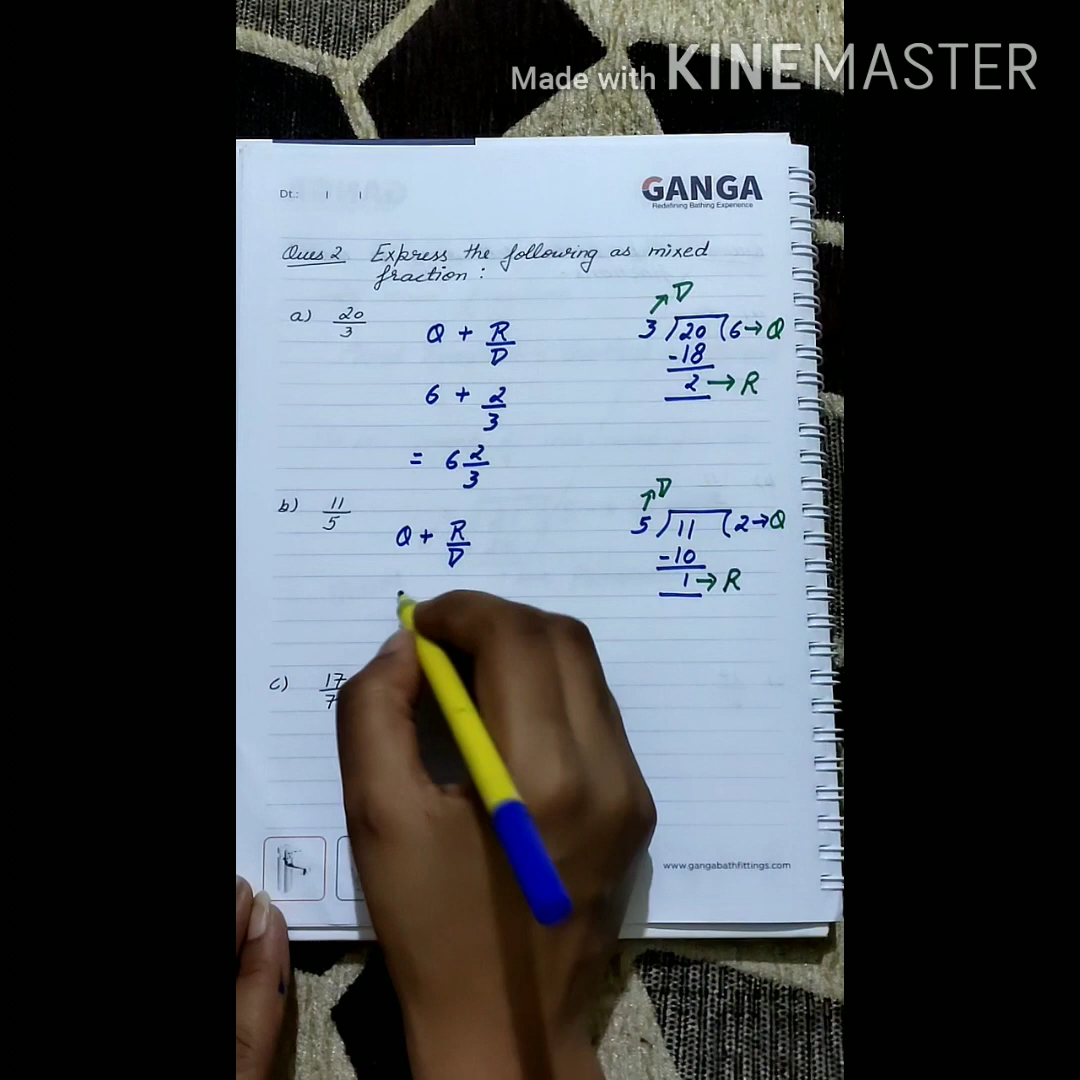 Made with KINEMASTER
Dt.:
GANGA
Redefining Bathing Experience
Ques 2 Express the following as mixed
fraction :
a) 20/3
Q + R/D
6 + 2/3
= 6 2/3
D
3 ) 20 ( 6 → Q
-18
2 → R
b) 11/5
Q + R/D
D
5 ) 11 ( 2 → Q
-10
1 → R
c) 17/7
www.gangabathfittings.com